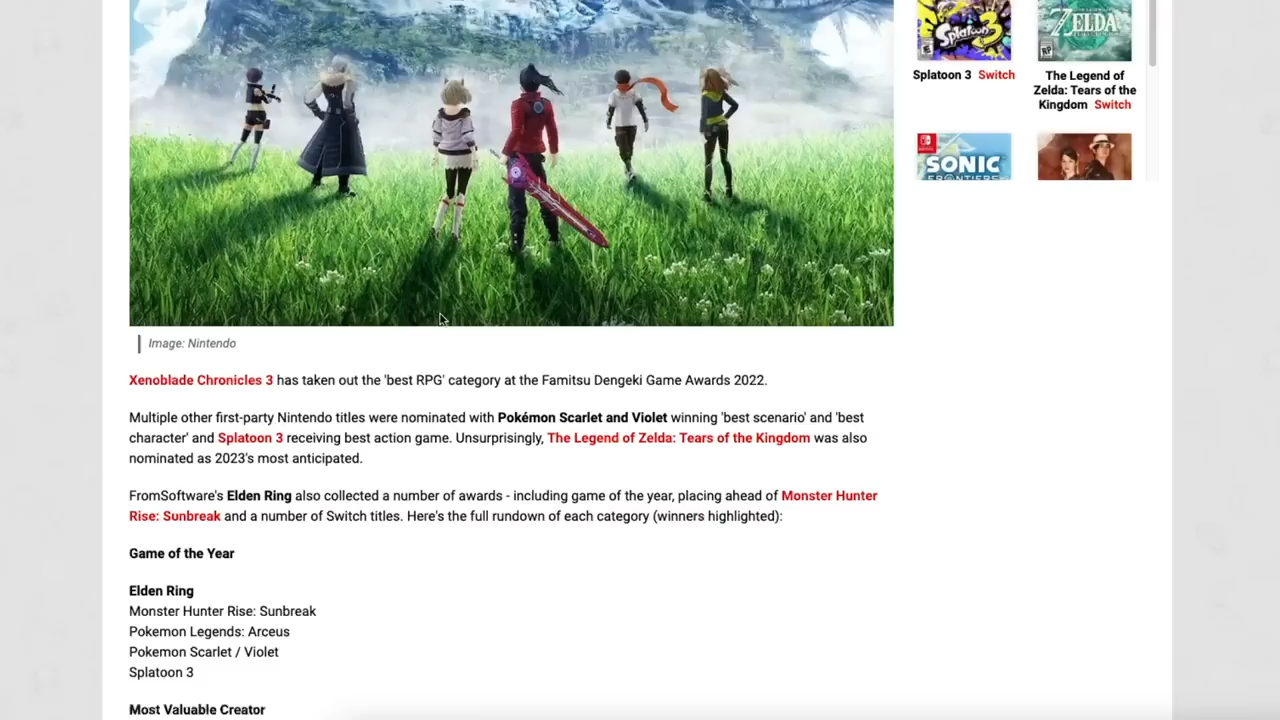 Splatoon 3
ZELDA
Splatoon 3 Switch
The Legend of
Zelda: Tears of the
Kingdom Switch
SONIC
FRONTIERS
Image: Nintendo
Xenoblade Chronicles 3 has taken out the 'best RPG' category at the Famitsu Dengeki Game Awards 2022.
Multiple other first-party Nintendo titles were nominated with Pokémon Scarlet and Violet winning 'best scenario' and 'best
character' and Splatoon 3 receiving best action game. Unsurprisingly, The Legend of Zelda: Tears of the Kingdom was also
nominated as 2023's most anticipated.
FromSoftware's Elden Ring also collected a number of awards - including game of the year, placing ahead of Monster Hunter
Rise: Sunbreak and a number of Switch titles. Here's the full rundown of each category (winners highlighted):
Game of the Year
Elden Ring
Monster Hunter Rise: Sunbreak
Pokemon Legends: Arceus
Pokemon Scarlet / Violet
Splatoon 3
Most Valuable Creator